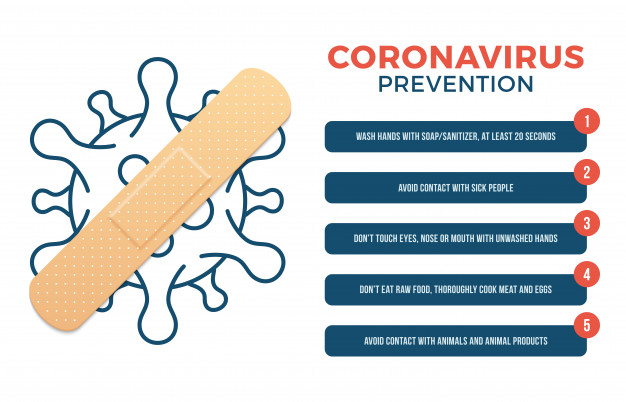 CORONAVIRUS
PREVENTION
1
WASH HANDS WITH SOAP/SANITIZER, AT LEAST 20 SECONDS
2
AVOID CONTACT WITH SICK PEOPLE
3
DON'T TOUCH EYES, NOSE OR MOUTH WITH UNWASHED HANDS
4
DON'T EAT RAW FOOD, THOROUGHLY COOK MEAT AND EGGS
5
AVOID CONTACT WITH ANIMALS AND ANIMAL PRODUCTS